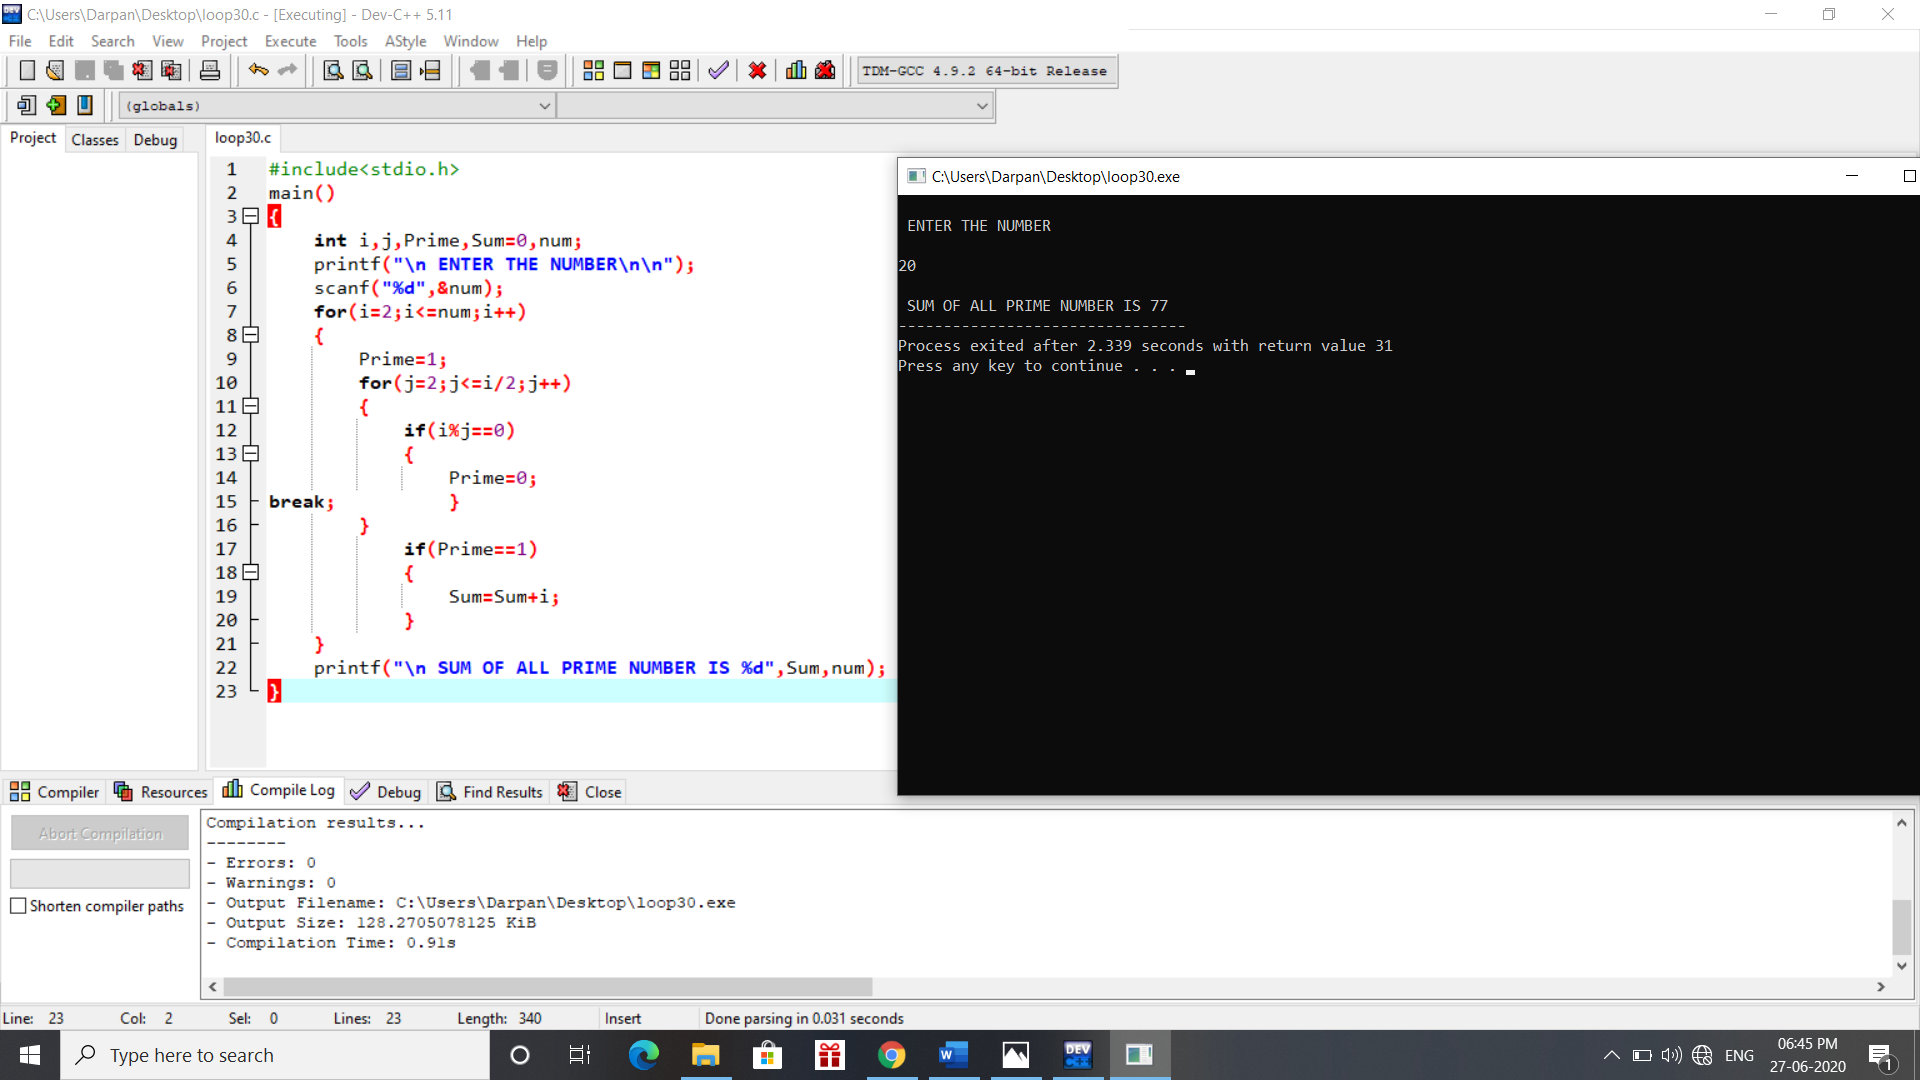 C:\Users\Darpan\Desktop\loop30.c - [Executing] - Dev-C++ 5.11
File Edit Search View Project Execute Tools AStyle Window Help
TDM-GCC 4.9.2 64-bit Release
(globals)
Project Classes Debug
loop30.c
1 #include<stdio.h>
2 main()
3 {
4 int i,j,Prime,Sum=0,num;
5 printf("\n ENTER THE NUMBER\n\n");
6 scanf("%d",&num);
7 for(i=2;i<=num;i++)
8 {
9 Prime=1;
10 for(j=2;j<=i/2;j++)
11 {
12 if(i%j==0)
13 {
14 Prime=0;
15 break; }
16 }
17 if(Prime==1)
18 {
19 Sum=Sum+i;
20 }
21 }
22 printf("\n SUM OF ALL PRIME NUMBER IS %d",Sum,num);
23 }
C:\Users\Darpan\Desktop\loop30.exe
ENTER THE NUMBER
20
SUM OF ALL PRIME NUMBER IS 77
--------------------------------
Process exited after 2.339 seconds with return value 31
Press any key to continue . . .
Compiler Resources Compile Log Debug Find Results Close
Abort Compilation
Shorten compiler paths
Compilation results...
--------
- Errors: 0
- Warnings: 0
- Output Filename: C:\Users\Darpan\Desktop\loop30.exe
- Output Size: 128.2705078125 KiB
- Compilation Time: 0.91s
Line: 23 Col: 2 Sel: 0 Lines: 23 Length: 340 Insert Done parsing in 0.031 seconds
Type here to search
W
DEV C++
ENG
06:45 PM
27-06-2020
1